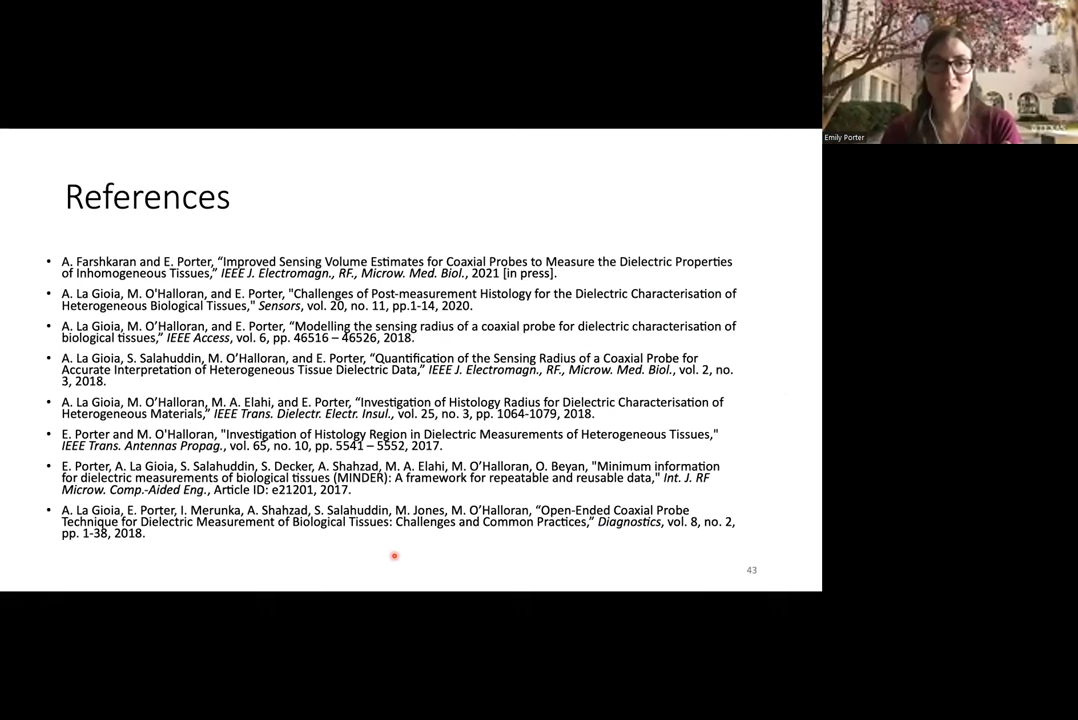 Emily Porter
References
• A. Farshkaran and E. Porter, “Improved Sensing Volume Estimates for Coaxial Probes to Measure the Dielectric Properties
of Inhomogeneous Tissues,” IEEE J. Electromagn., RF., Microw. Med. Biol., 2021 [in press].
• A. La Gioia, M. O'Halloran, and E. Porter, "Challenges of Post-measurement Histology for the Dielectric Characterisation of
Heterogeneous Biological Tissues," Sensors, vol. 20, no. 11, pp.1-14, 2020.
• A. La Gioia, M. O’Halloran, and E. Porter, “Modelling the sensing radius of a coaxial probe for dielectric characterisation of
biological tissues,” IEEE Access, vol. 6, pp. 46516 – 46526, 2018.
• A. La Gioia, S. Salahuddin, M. O’Halloran, and E. Porter, “Quantification of the Sensing Radius of a Coaxial Probe for
Accurate Interpretation of Heterogeneous Tissue Dielectric Data,” IEEE J. Electromagn., RF., Microw. Med. Biol., vol. 2, no.
3, 2018.
• A. La Gioia, M. O’Halloran, M. A. Elahi, and E. Porter, “Investigation of Histology Radius for Dielectric Characterisation of
Heterogeneous Materials,” IEEE Trans. Dielectr. Electr. Insul., vol. 25, no. 3, pp. 1064-1079, 2018.
• E. Porter and M. O'Halloran, "Investigation of Histology Region in Dielectric Measurements of Heterogeneous Tissues,"
IEEE Trans. Antennas Propag., vol. 65, no. 10, pp. 5541 – 5552, 2017.
• E. Porter, A. La Gioia, S. Salahuddin, S. Decker, A. Shahzad, M. A. Elahi, M. O’Halloran, O. Beyan, "Minimum information
for dielectric measurements of biological tissues (MINDER): A framework for repeatable and reusable data," Int. J. RF
Microw. Comp.-Aided Eng., Article ID: e21201, 2017.
• A. La Gioia, E. Porter, I. Merunka, A. Shahzad, S. Salahuddin, M. Jones, M. O’Halloran, “Open-Ended Coaxial Probe
Technique for Dielectric Measurement of Biological Tissues: Challenges and Common Practices,” Diagnostics, vol. 8, no. 2,
pp. 1-38, 2018.
43